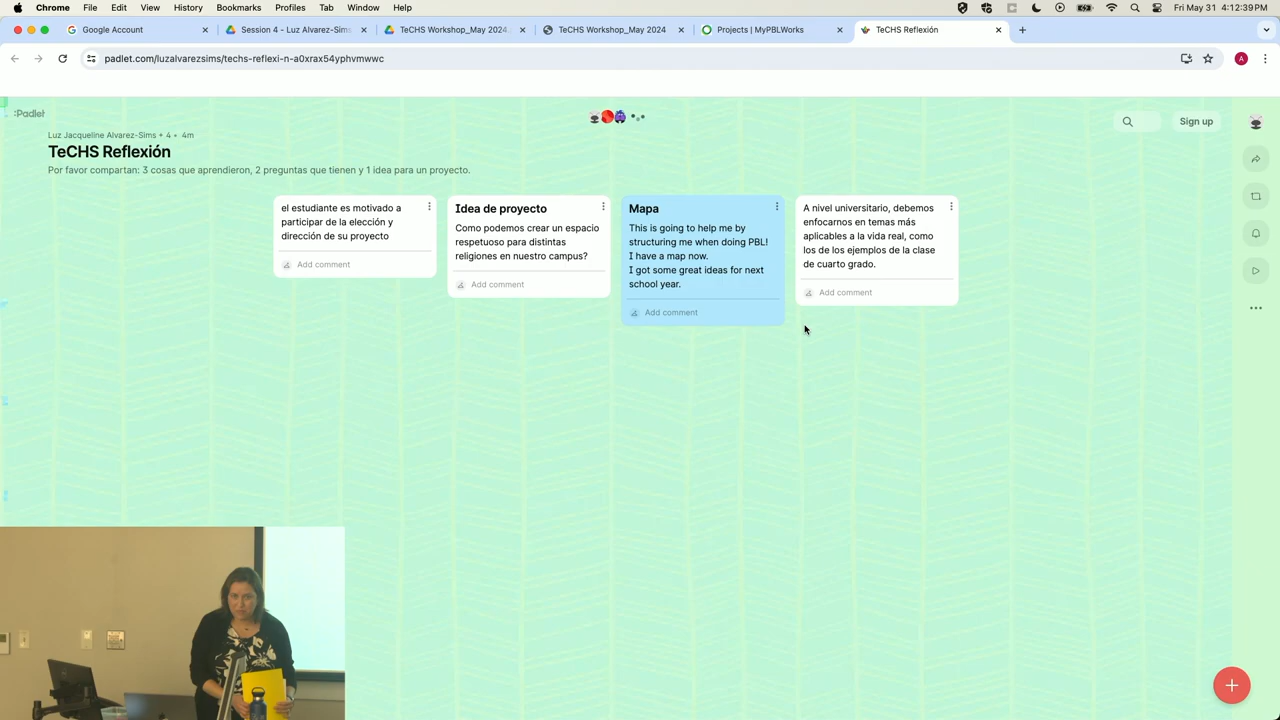 Chrome File Edit View History Bookmarks Profiles Tab Window Help Fri May 31 4:12:39 PM
Google Account Session 4 - Luz Alvarez-Sims TeCHS Workshop_May 2024 TeCHS Workshop_May 2024 Projects | MyPBLWorks TeCHS Reflexión
padlet.com/luzalvarezsims/techs-reflexi-n-a0xrax54yphvmwwc A
:Padlet
Sign up
Luz Jacqueline Alvarez-Sims + 4 • 4m
TeCHS Reflexión
Por favor compartan: 3 cosas que aprendieron, 2 preguntas que tienen y 1 idea para un proyecto.
el estudiante es motivado a
participar de la elección y
dirección de su proyecto
Add comment
Idea de proyecto
Como podemos crear un espacio
respetuoso para distintas
religiones en nuestro campus?
Add comment
Mapa
This is going to help me by
structuring me when doing PBL!
I have a map now.
I got some great ideas for next
school year.
Add comment
A nivel universitario, debemos
enfocarnos en temas más
aplicables a la vida real, como
los de los ejemplos de la clase
de cuarto grado.
Add comment